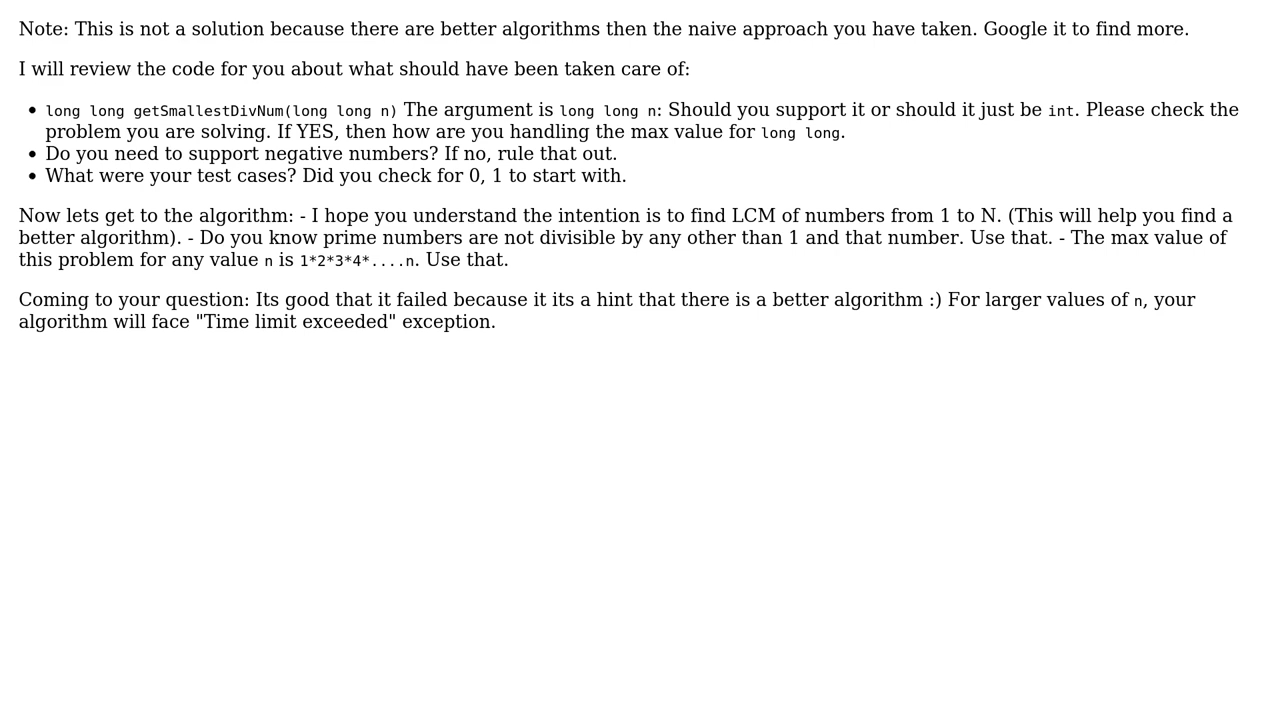 Note: This is not a solution because there are better algorithms then the naive approach you have taken. Google it to find more.
I will review the code for you about what should have been taken care of:
• long long getSmallestDivNum(long long n) The argument is long long n: Should you support it or should it just be int. Please check the
problem you are solving. If YES, then how are you handling the max value for long long.
• Do you need to support negative numbers? If no, rule that out.
• What were your test cases? Did you check for 0, 1 to start with.
Now lets get to the algorithm: - I hope you understand the intention is to find LCM of numbers from 1 to N. (This will help you find a
better algorithm). - Do you know prime numbers are not divisible by any other than 1 and that number. Use that. - The max value of
this problem for any value n is 1*2*3*4*....n. Use that.
Coming to your question: Its good that it failed because it its a hint that there is a better algorithm :) For larger values of n, your
algorithm will face "Time limit exceeded" exception.